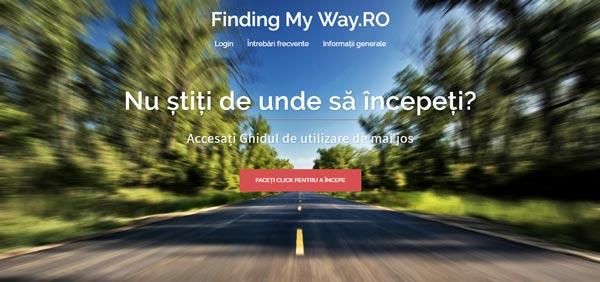 Finding My Way.RO
Login Întrebări frecvente Informații generale
Nu știți de unde să începeți?
Accesați Ghidul de utilizare de mai jos
FACEȚI CLICK PENTRU A ÎNCEPE